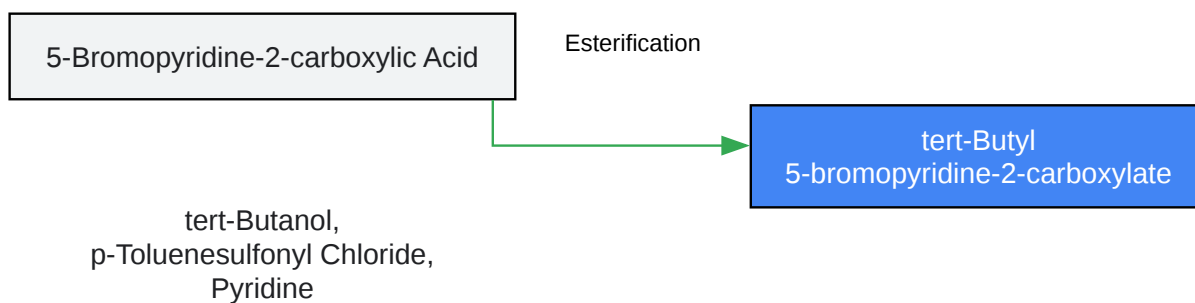 5-Bromopyridine-2-carboxylic Acid
Esterification
tert-Butyl
5-bromopyridine-2-carboxylate
tert-Butanol,
p-Toluenesulfonyl Chloride,
Pyridine